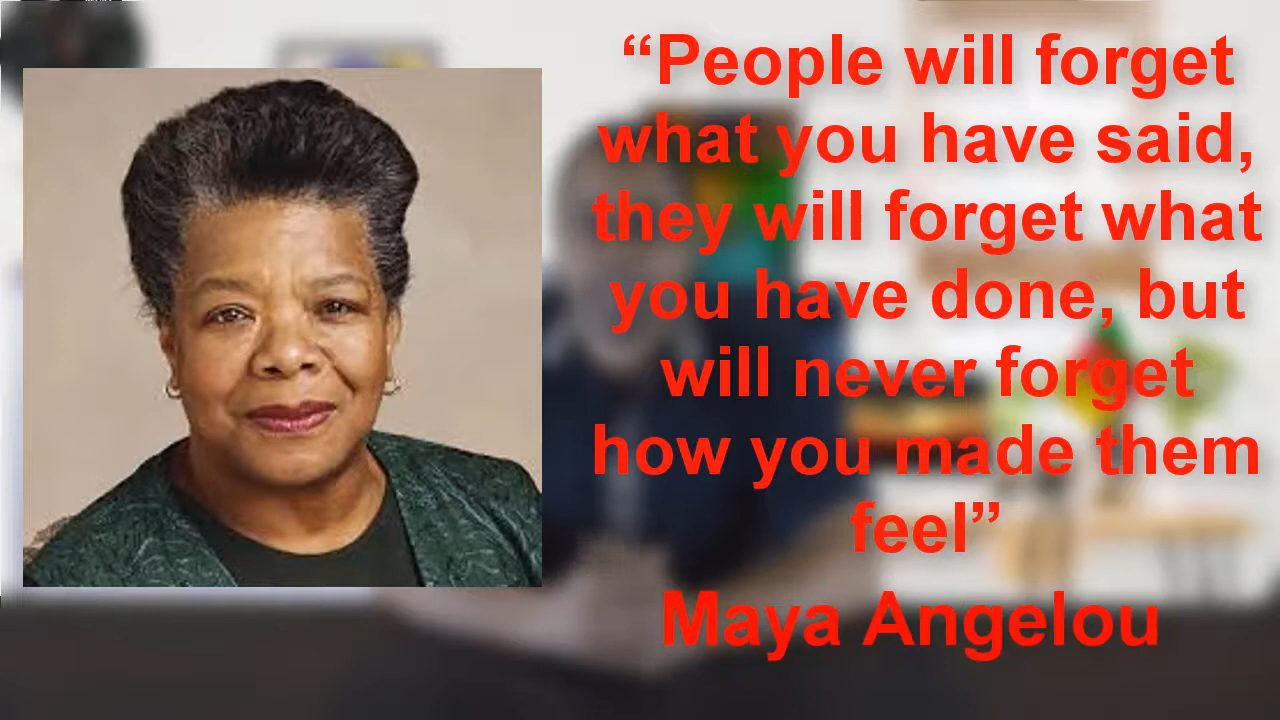 “People will forget
what you have said,
they will forget what
you have done, but
will never forget
how you made them
feel”
Maya Angelou